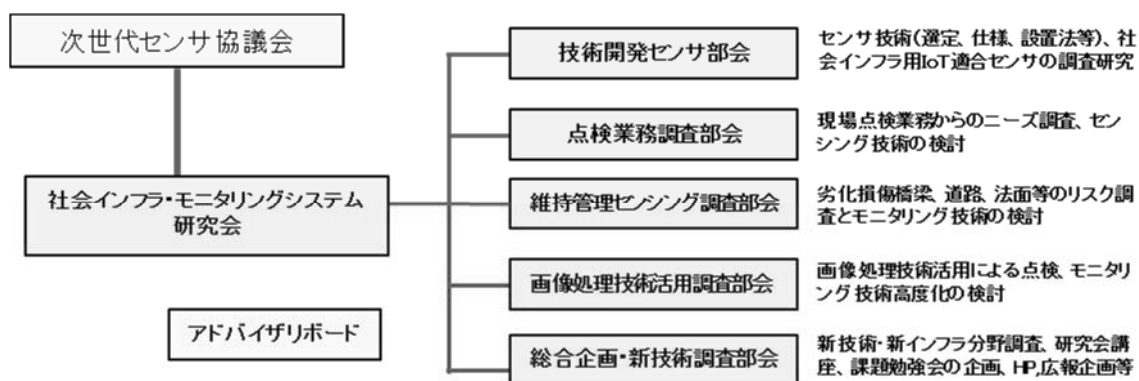 次世代センサ協議会
社会インフラ・モニタリングシステム
研究会
アドバイザリボード
技術開発センサ部会
センサ技術(選定、仕様、設置法等)、社
会インフラ用IoT適合センサの調査研究
点検業務調査部会
現場点検業務からのニーズ調査、セン
シング技術の検討
維持管理センシング調査部会
劣化損傷橋梁、道路、法面等のリスク調
査とモニタリング技術の検討
画像処理技術活用調査部会
画像処理技術活用による点検、モニタリ
ング技術高度化の検討
総合企画・新技術調査部会
新技術・新インフラ分野調査、研究会講
座、課題勉強会の企画、HP,広報企画等